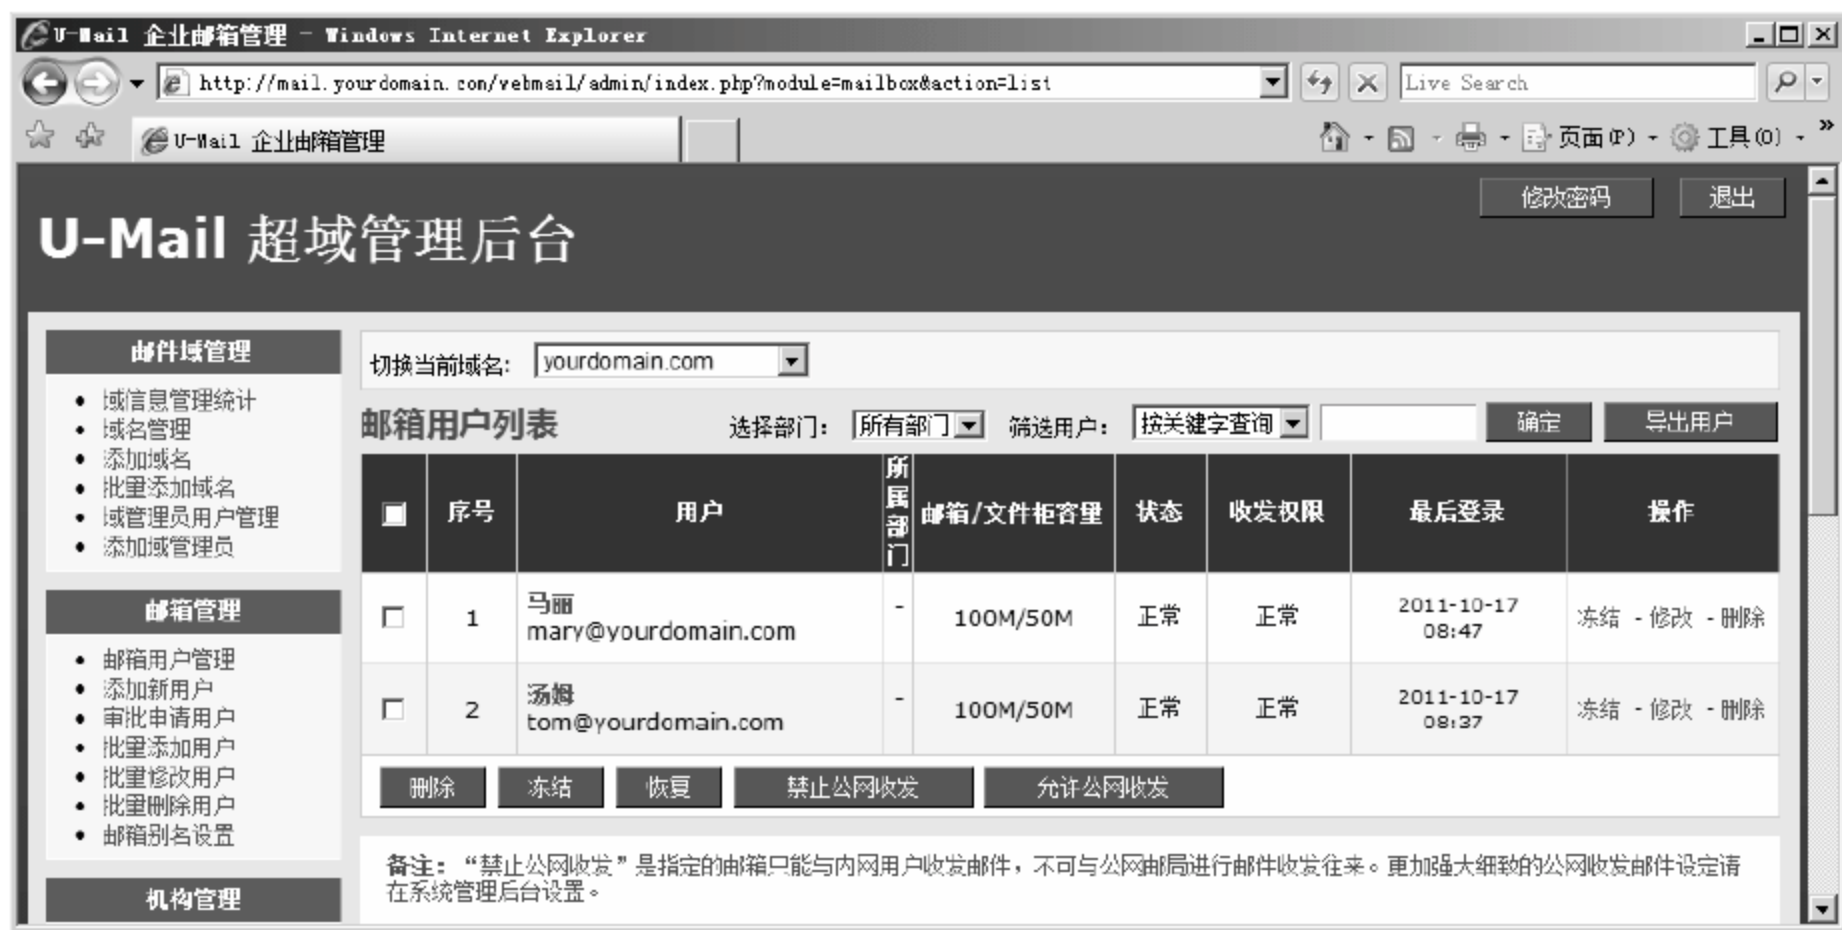 U-Mail 企业邮箱管理 - Windows Internet Explorer
http://mail.yourdomain.com/webmail/admin/index.php?module=mailbox&action=list
Live Search
U-Mail 企业邮箱管理
页面(P)
工具(O)
修改密码
退出
U-Mail 超域管理后台
邮件域管理
• 域信息管理统计
• 域名管理
• 添加域名
• 批量添加域名
• 域管理员用户管理
• 添加域管理员
邮箱管理
• 邮箱用户管理
• 添加新用户
• 审批申请用户
• 批量添加用户
• 批量修改用户
• 批量删除用户
• 邮箱别名设置
机构管理
切换当前域名: yourdomain.com
邮箱用户列表 选择部门: 所有部门 筛选用户: 按关键字查询 确定 导出用户
序号 用户 所属部门 邮箱/文件柜容量 状态 收发权限 最后登录 操作
马丽
1 mary@yourdomain.com - 100M/50M 正常 正常 2011-10-17 08:47 冻结 - 修改 - 删除
汤姆
2 tom@yourdomain.com - 100M/50M 正常 正常 2011-10-17 08:37 冻结 - 修改 - 删除
删除 冻结 恢复 禁止公网收发 允许公网收发
备注: “禁止公网收发”是指定的邮箱只能与内网用户收发邮件，不可与公网邮局进行邮件收发往来。更加强大细致的公网收发邮件设定请
在系统管理后台设置。